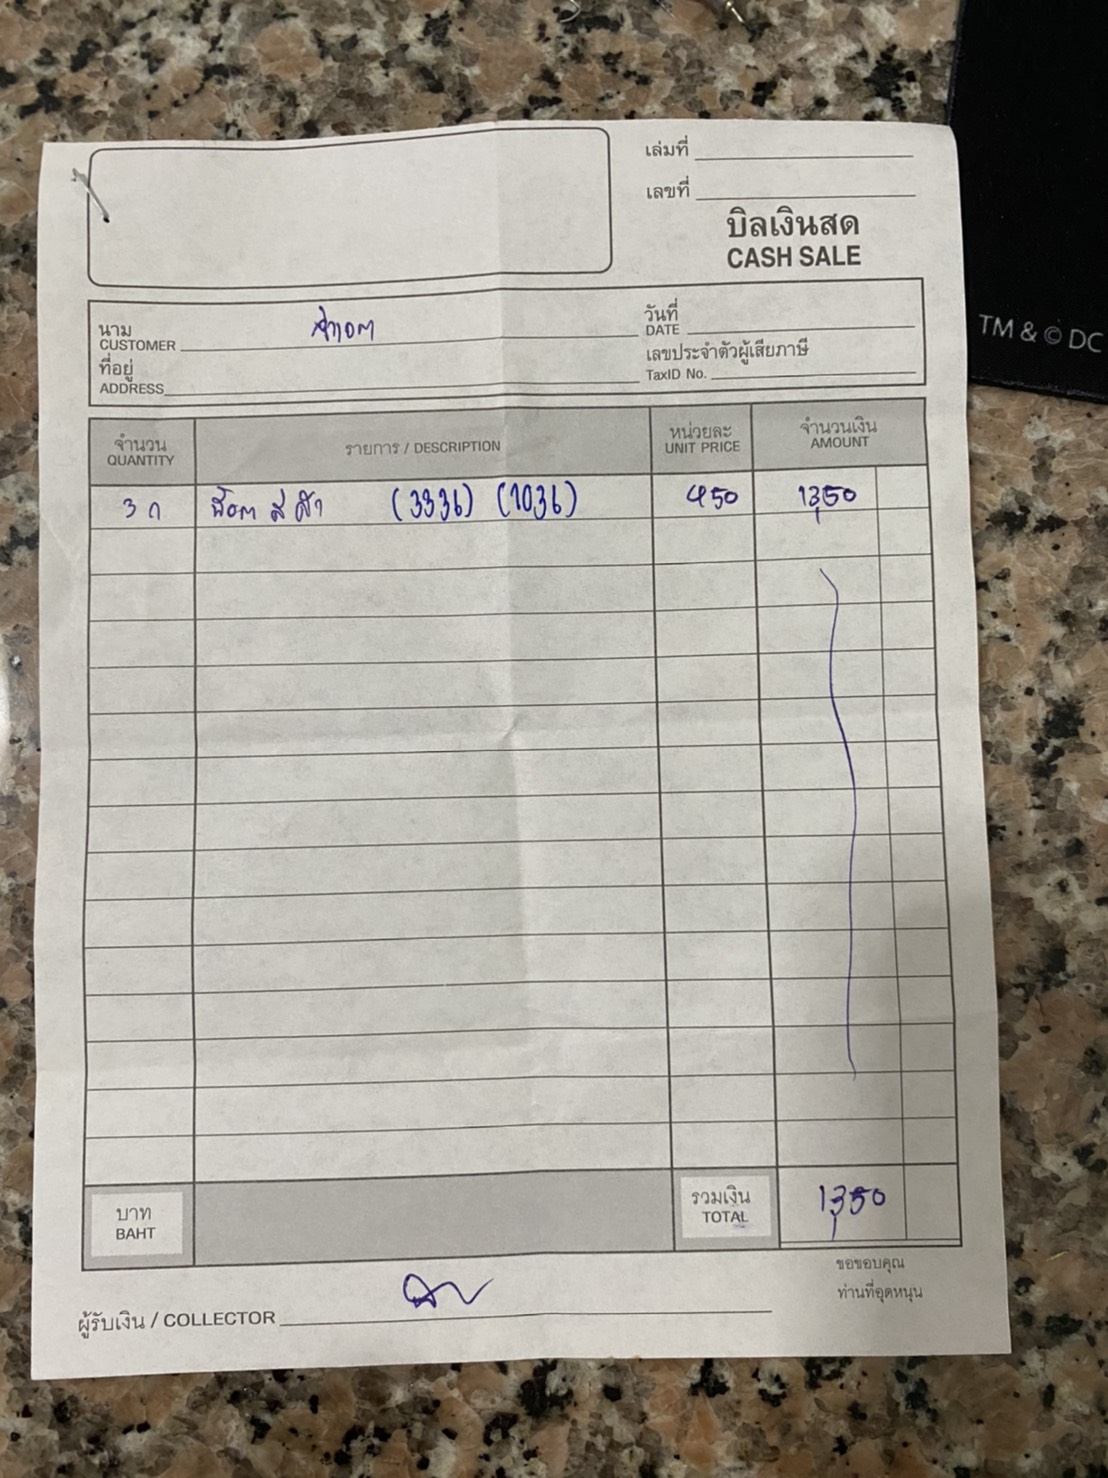 เล่มที่
เลขที่
บิลเงินสด
CASH SALE
TM & © DC
นาม
CUSTOMER
วันที่
DATE
ที่อยู่
ADDRESS
เลขประจำตัวผู้เสียภาษี
TaxID No.
จำนวน รายการ / DESCRIPTION หน่วยละ จำนวนเงิน
QUANTITY UNIT PRICE AMOUNT
3 ก (3336) (1036) 450 1,350
บาท
BAHT
รวมเงิน 1,350
TOTAL
ขอขอบคุณ
ท่านที่อุดหนุน
ผู้รับเงิน / COLLECTOR